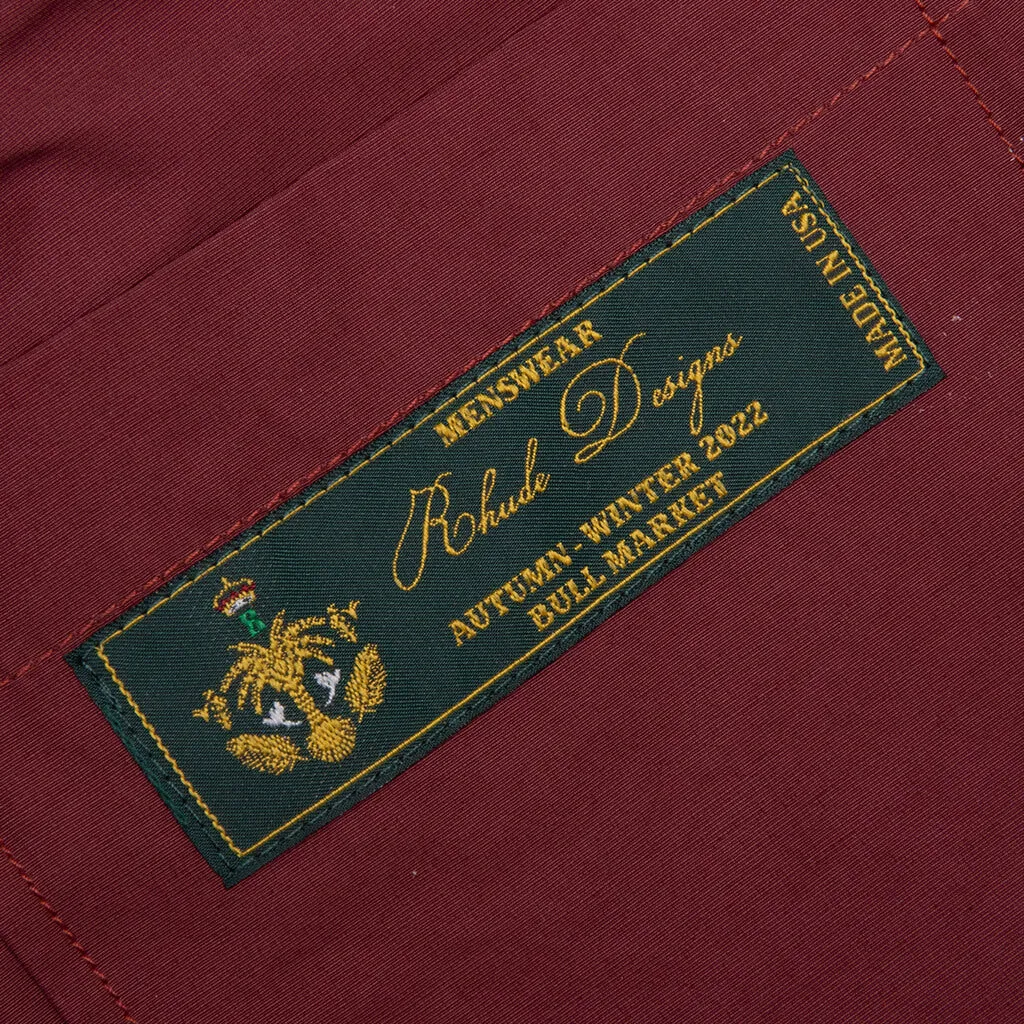 MENSWEAR
Rhude Designs
AUTUMN-WINTER 2022
BULL MARKET
MADE IN USA
R